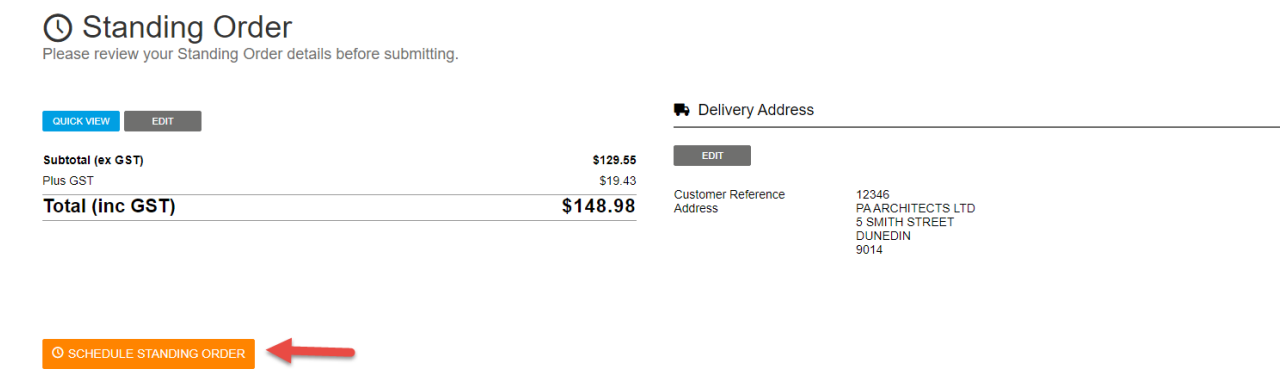 Standing Order
Please review your Standing Order details before submitting.
QUICK VIEW EDIT
Subtotal (ex GST) $129.55
Plus GST $19.43
Total (inc GST) $148.98
SCHEDULE STANDING ORDER
Delivery Address
EDIT
Customer Reference 12346
Address PA ARCHITECTS LTD
5 SMITH STREET
DUNEDIN
9014